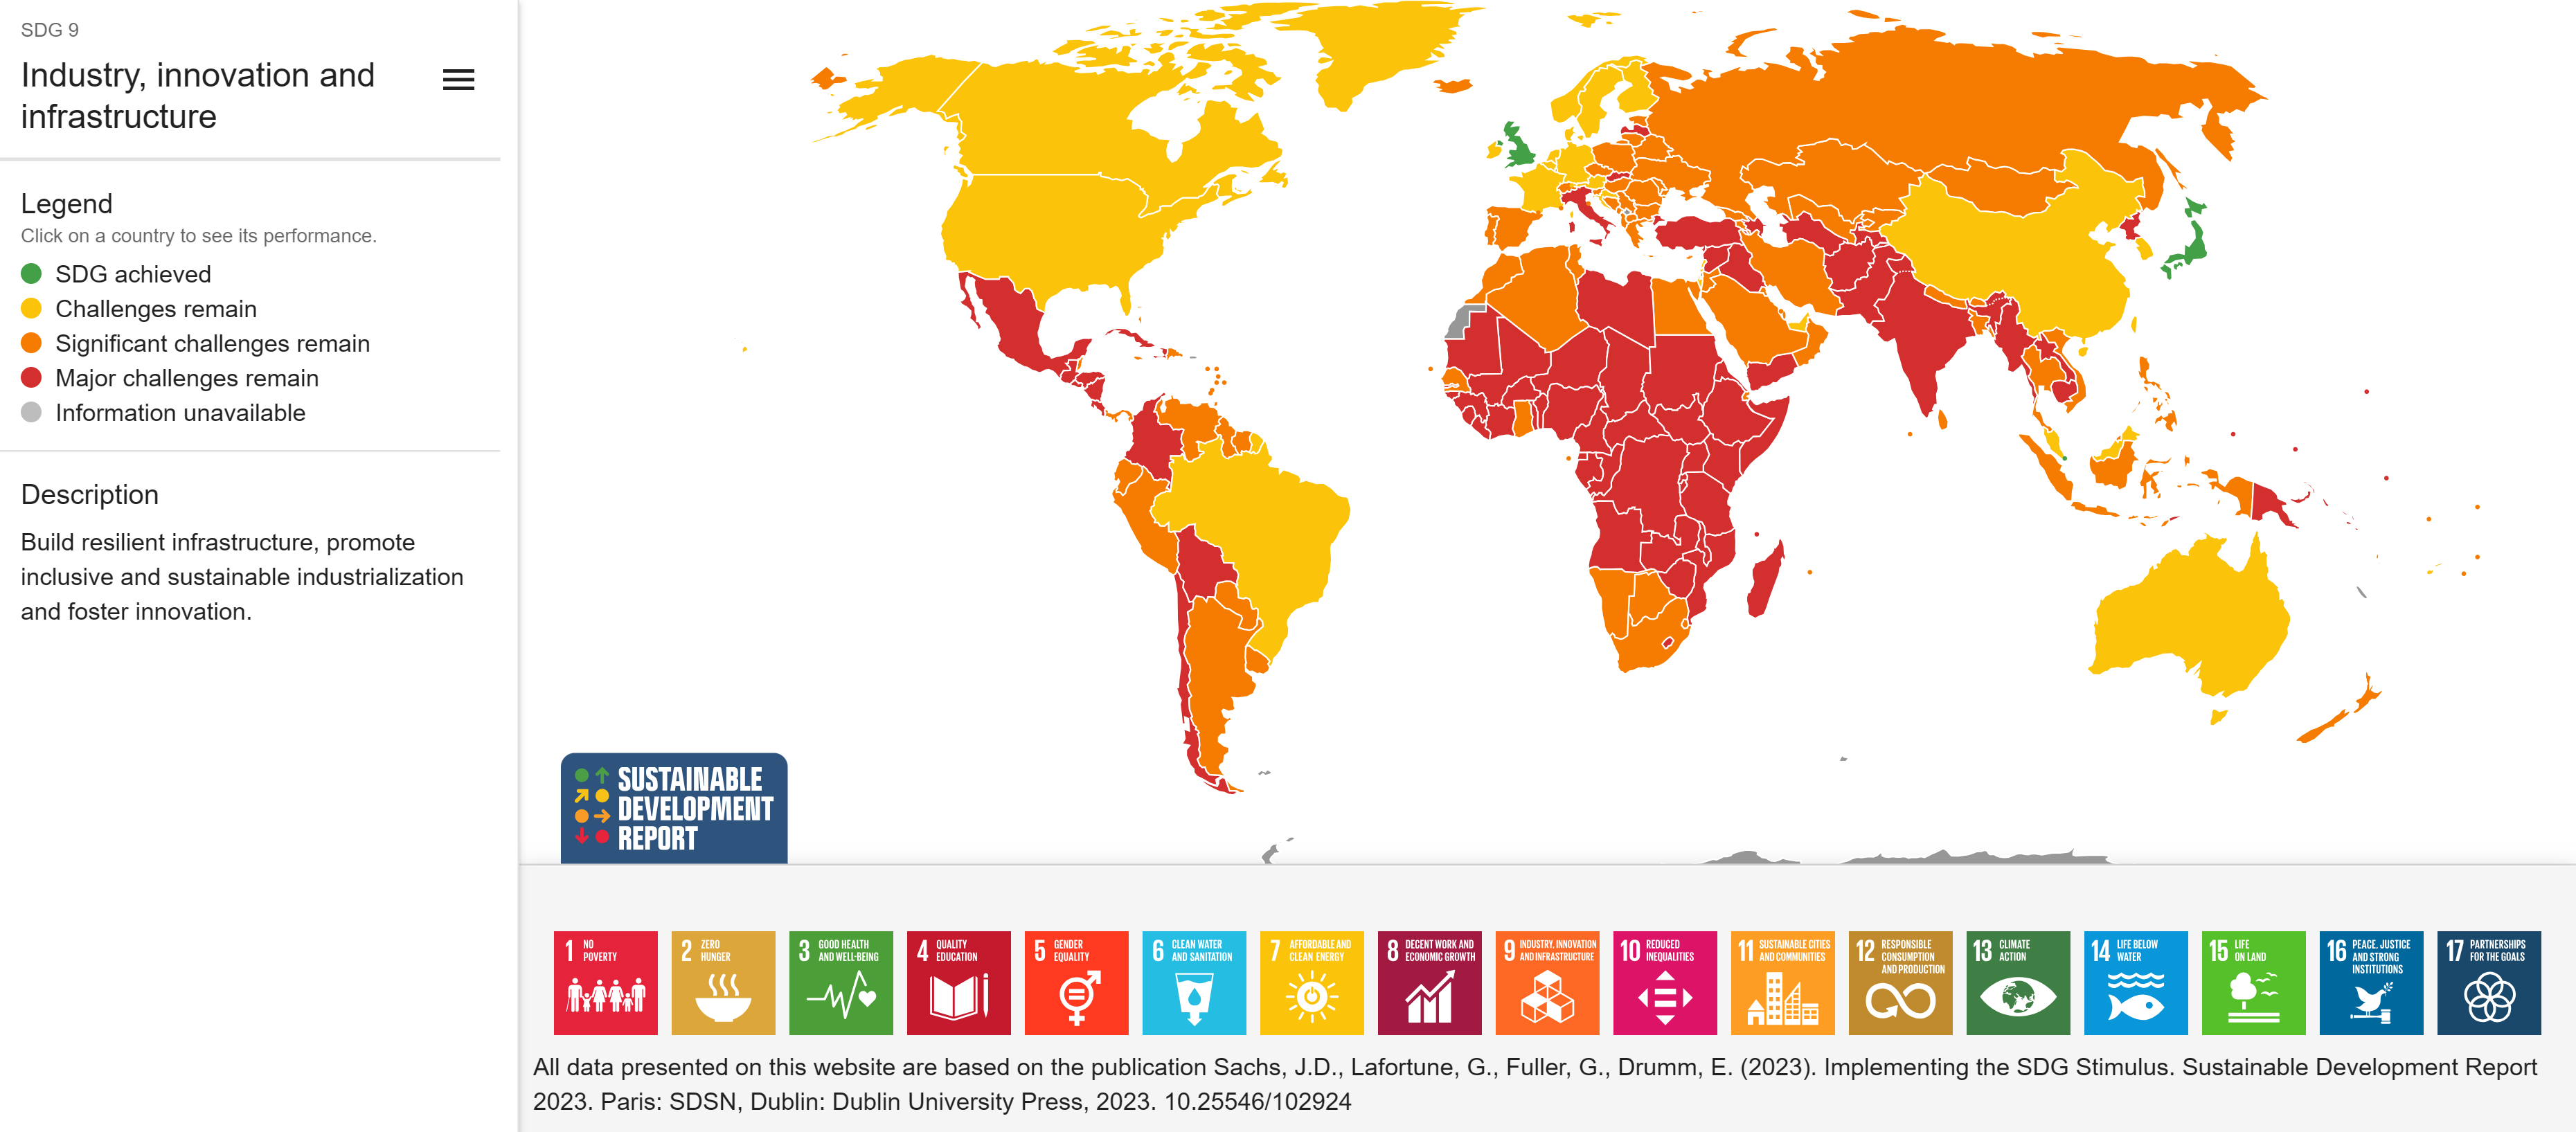 SDG 9
Industry, innovation and
infrastructure
Legend
Click on a country to see its performance.
SDG achieved
Challenges remain
Significant challenges remain
Major challenges remain
Information unavailable
Description
Build resilient infrastructure, promote
inclusive and sustainable industrialization
and foster innovation.
SUSTAINABLE
DEVELOPMENT
REPORT
1 NO
POVERTY
2 ZERO
HUNGER
3 GOOD HEALTH
AND WELL-BEING
4 QUALITY
EDUCATION
5 GENDER
EQUALITY
6 CLEAN WATER
AND SANITATION
7 AFFORDABLE AND
CLEAN ENERGY
8 DECENT WORK AND
ECONOMIC GROWTH
9 INDUSTRY, INNOVATION
AND INFRASTRUCTURE
10 REDUCED
INEQUALITIES
11 SUSTAINABLE CITIES
AND COMMUNITIES
12 RESPONSIBLE
CONSUMPTION
AND PRODUCTION
13 CLIMATE
ACTION
14 LIFE BELOW
WATER
15 LIFE
ON LAND
16 PEACE, JUSTICE
AND STRONG
INSTITUTIONS
17 PARTNERSHIPS
FOR THE GOALS
All data presented on this website are based on the publication Sachs, J.D., Lafortune, G., Fuller, G., Drumm, E. (2023). Implementing the SDG Stimulus. Sustainable Development Report
2023. Paris: SDSN, Dublin: Dublin University Press, 2023. 10.25546/102924